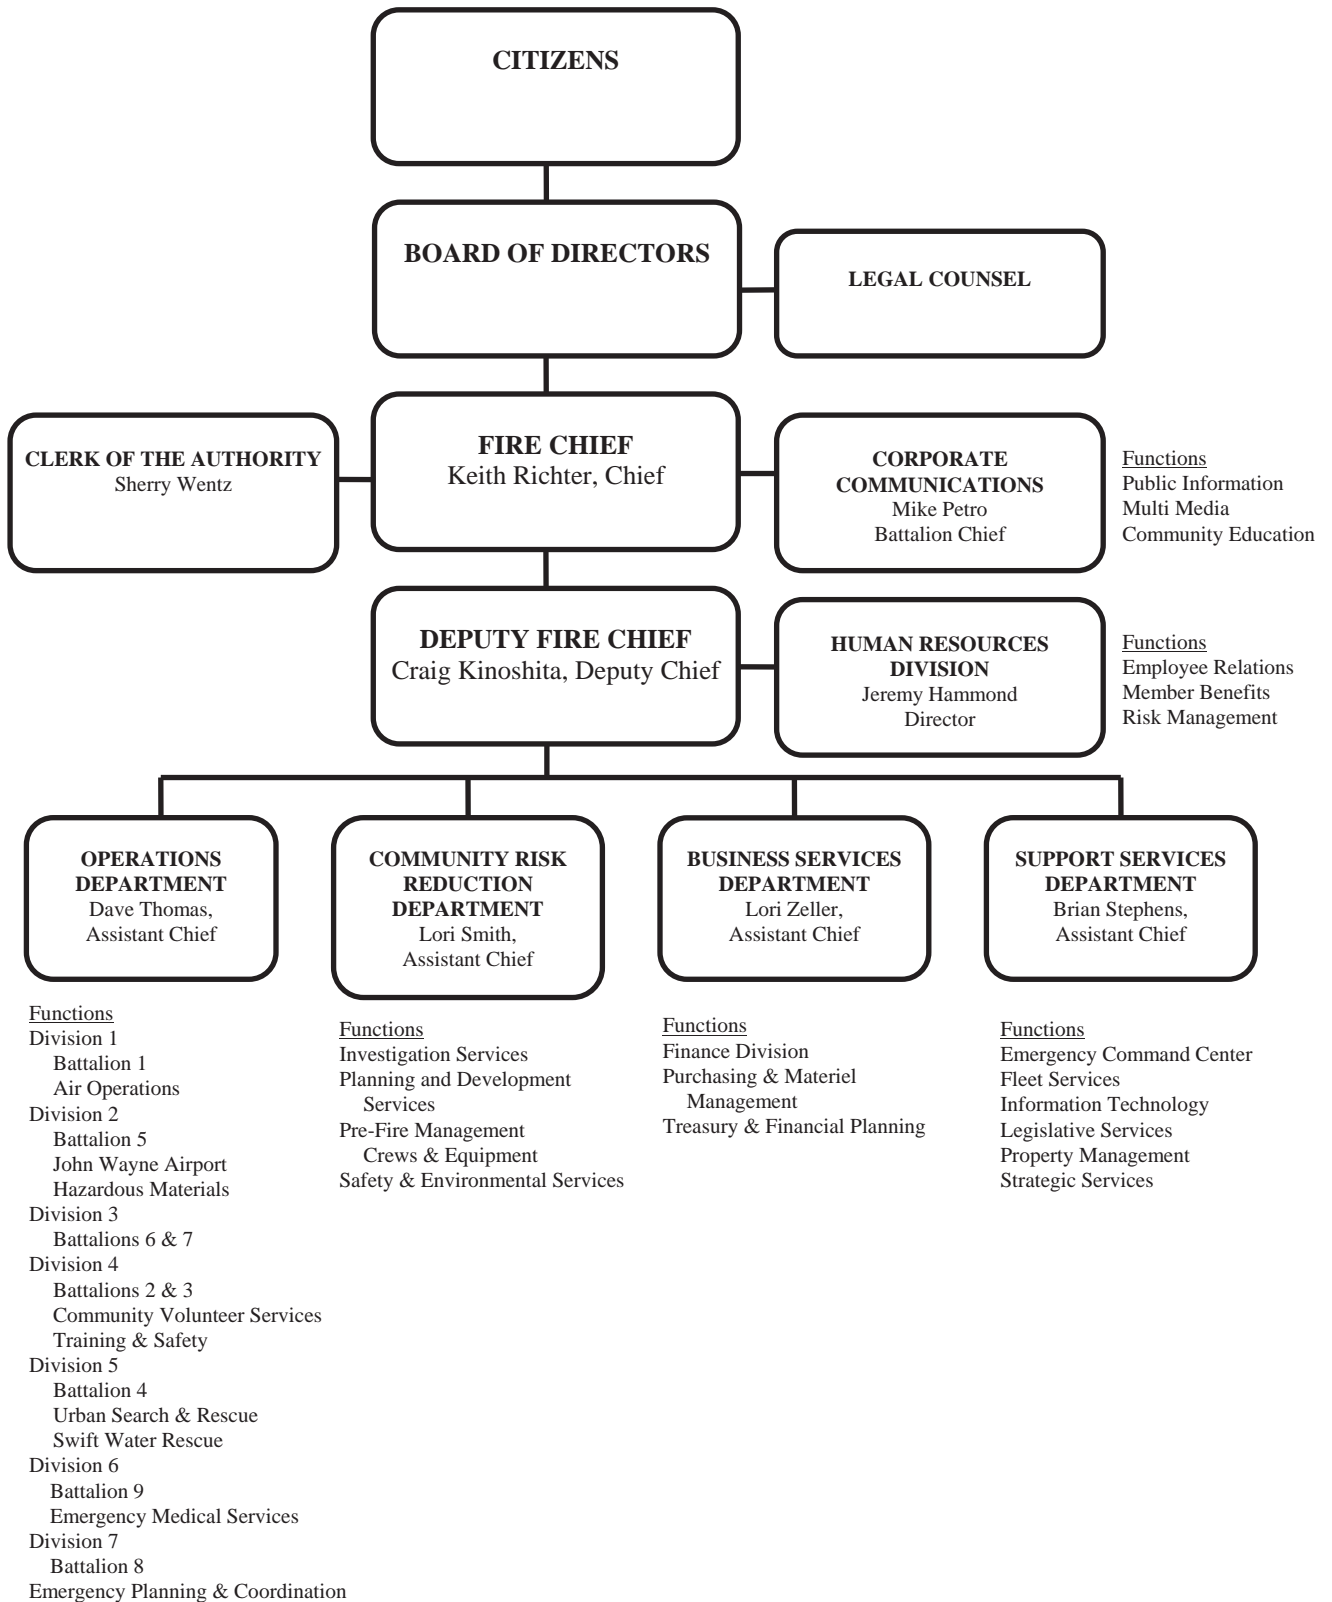 CITIZENS
BOARD OF DIRECTORS
LEGAL COUNSEL
CLERK OF THE AUTHORITY
Sherry Wentz
FIRE CHIEF
Keith Richter, Chief
CORPORATE
COMMUNICATIONS
Mike Petro
Battalion Chief
Functions
Public Information
Multi Media
Community Education
DEPUTY FIRE CHIEF
Craig Kinoshita, Deputy Chief
HUMAN RESOURCES
DIVISION
Jeremy Hammond
Director
Functions
Employee Relations
Member Benefits
Risk Management
OPERATIONS
DEPARTMENT
Dave Thomas,
Assistant Chief
Functions
Division 1
Battalion 1
Air Operations
Division 2
Battalion 5
John Wayne Airport
Hazardous Materials
Division 3
Battalions 6 & 7
Division 4
Battalions 2 & 3
Community Volunteer Services
Training & Safety
Division 5
Battalion 4
Urban Search & Rescue
Swift Water Rescue
Division 6
Battalion 9
Emergency Medical Services
Division 7
Battalion 8
Emergency Planning & Coordination
COMMUNITY RISK
REDUCTION
DEPARTMENT
Lori Smith,
Assistant Chief
Functions
Investigation Services
Planning and Development
Services
Pre-Fire Management
Crews & Equipment
Safety & Environmental Services
BUSINESS SERVICES
DEPARTMENT
Lori Zeller,
Assistant Chief
Functions
Finance Division
Purchasing & Materiel
Management
Treasury & Financial Planning
SUPPORT SERVICES
DEPARTMENT
Brian Stephens,
Assistant Chief
Functions
Emergency Command Center
Fleet Services
Information Technology
Legislative Services
Property Management
Strategic Services